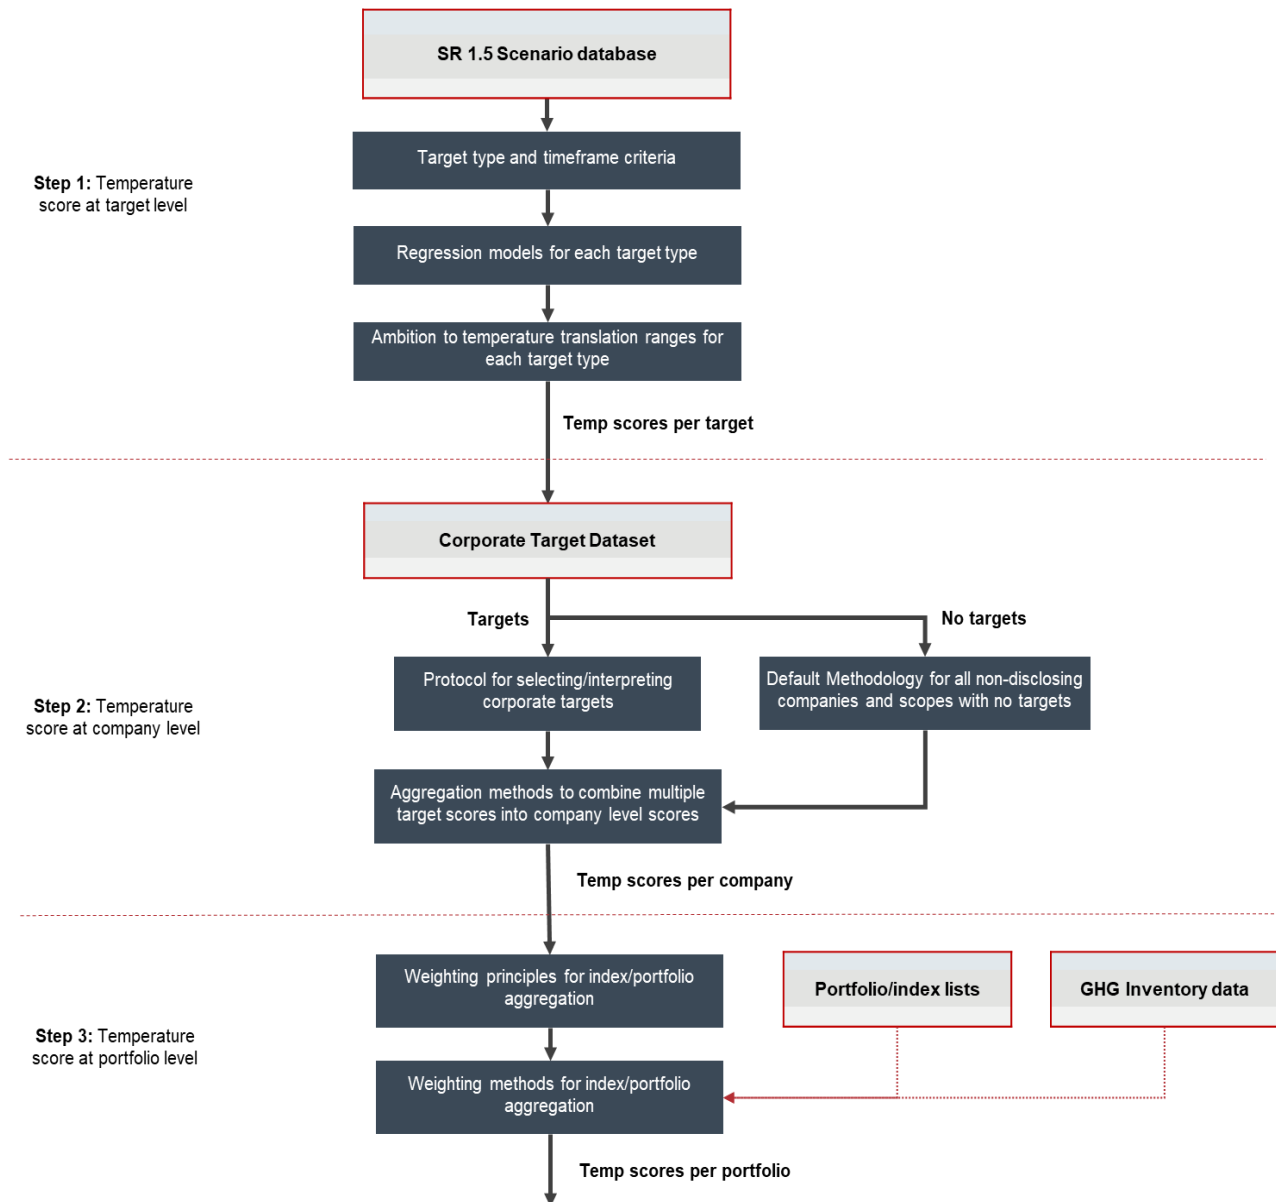 SR 1.5 Scenario database
Target type and timeframe criteria
Step 1: Temperature
score at target level
Regression models for each target type
Ambition to temperature translation ranges for
each target type
Temp scores per target
Corporate Target Dataset
Targets
No targets
Protocol for selecting/interpreting
corporate targets
Default Methodology for all non-disclosing
companies and scopes with no targets
Step 2: Temperature
score at company level
Aggregation methods to combine multiple
target scores into company level scores
Temp scores per company
Weighting principles for index/portfolio
aggregation
Portfolio/index lists
GHG Inventory data
Step 3: Temperature
score at portfolio level
Weighting methods for index/portfolio
aggregation
Temp scores per portfolio